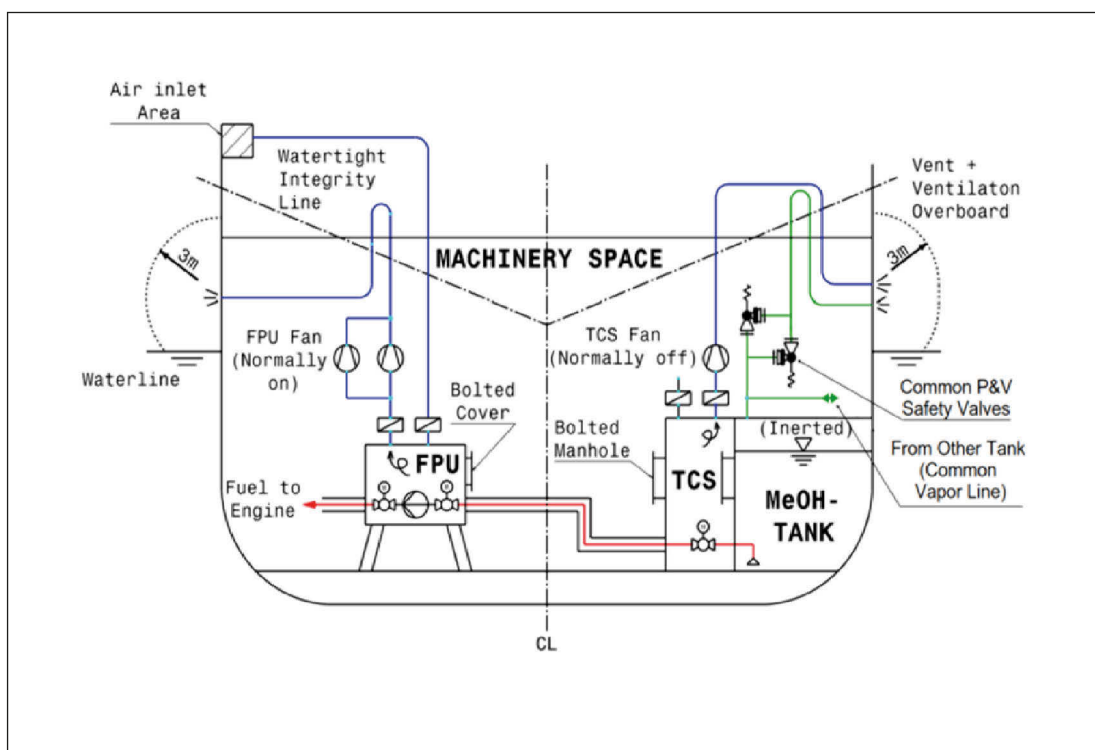 Air inlet
Area
Watertight
Integrity
Line
Vent +
Ventilaton
Overboard
3m
MACHINERY SPACE
3m
FPU Fan
(Normally
on)
TCS Fan
(Normally off)
Waterline
Bolted
Cover
Common P&V
Safety Valves
Bolted
Manhole
(Inerted)
From Other Tank
(Common
Vapor Line)
FPU
TCS
MeOH-
TANK
Fuel to
Engine
CL